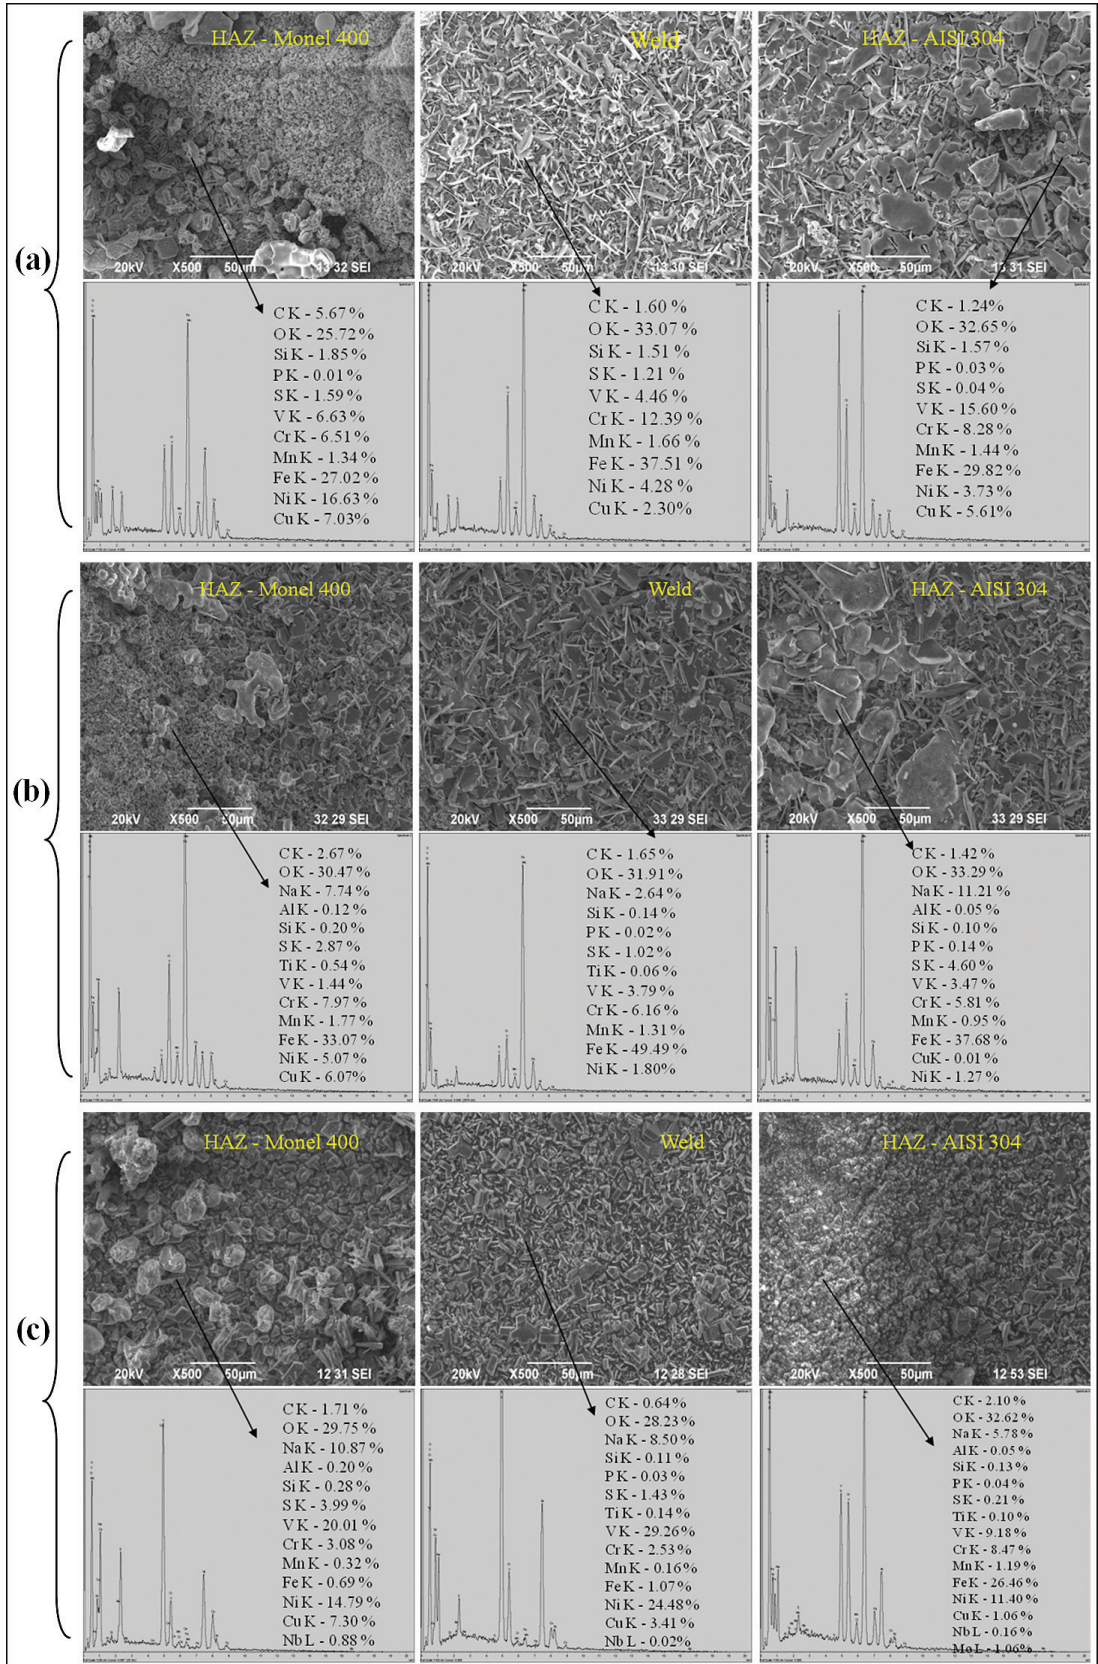 (a)
HAZ - Monel 400
20kV X500 50µm 13 32 SEI
Weld
20kV X500 50µm 13 30 SEI
HAZ - AISI 304
20kV X500 50µm 13 31 SEI
C K - 5.67 %
O K - 25.72 %
Si K - 1.85 %
P K - 0.01 %
S K - 1.59 %
V K - 6.63 %
Cr K - 6.51 %
Mn K - 1.34 %
Fe K - 27.02 %
Ni K - 16.63 %
Cu K - 7.03 %
C K - 1.60 %
O K - 33.07 %
Si K - 1.51 %
S K - 1.21 %
V K - 4.46 %
Cr K - 12.39 %
Mn K - 1.66 %
Fe K - 37.51 %
Ni K - 4.28 %
Cu K - 2.30%
C K - 1.24%
O K - 32.65 %
Si K - 1.57 %
P K - 0.03 %
S K - 0.04 %
V K - 15.60 %
Cr K - 8.28 %
Mn K - 1.44 %
Fe K - 29.82 %
Ni K - 3.73 %
Cu K - 5.61%
(b)
HAZ - Monel 400
20kV X500 50µm 32 29 SEI
Weld
20kV X500 50µm 33 29 SEI
HAZ - AISI 304
20kV X500 50µm 33 29 SEI
C K - 2.67 %
O K - 30.47 %
Na K - 7.74 %
Al K - 0.12 %
Si K - 0.20 %
S K - 2.87 %
Ti K - 0.54 %
V K - 1.44 %
Cr K - 7.97 %
Mn K - 1.77 %
Fe K - 33.07 %
Ni K - 5.07 %
Cu K - 6.07%
C K - 1.65 %
O K - 31.91 %
Na K - 2.64 %
Si K - 0.14 %
P K - 0.02 %
S K - 1.02 %
Ti K - 0.06 %
V K - 3.79 %
Cr K - 6.16 %
Mn K - 1.31 %
Fe K - 49.49 %
Ni K - 1.80%
C K - 1.42 %
O K - 33.29 %
Na K - 11.21 %
Al K - 0.05 %
Si K - 0.10 %
P K - 0.14 %
S K - 4.60 %
V K - 3.47 %
Cr K - 5.81 %
Mn K - 0.95 %
Fe K - 37.68 %
CuK - 0.01 %
Ni K - 1.27 %
(c)
HAZ - Monel 400
20kV X500 50µm 12 31 SEI
Weld
20kV X500 50µm 12 28 SEI
HAZ - AISI 304
20kV X500 50µm 12 53 SEI
C K - 1.71 %
O K - 29.75 %
Na K - 10.87 %
Al K - 0.20 %
Si K - 0.28 %
S K - 3.99 %
V K - 20.01 %
Cr K - 3.08 %
Mn K - 0.32 %
Fe K - 0.69 %
Ni K - 14.79 %
Cu K - 7.30 %
Nb L - 0.88 %
C K - 0.64 %
O K - 28.23 %
Na K - 8.50 %
Si K - 0.11 %
P K - 0.03 %
S K - 1.43 %
Ti K - 0.14 %
V K - 29.26 %
Cr K - 2.53 %
Mn K - 0.16 %
Fe K - 1.07 %
Ni K - 24.48 %
Cu K - 3.41 %
Nb L - 0.02%
C K - 2.10 %
O K - 32.62 %
Na K - 5.78 %
Al K - 0.05 %
Si K - 0.13 %
P K - 0.04 %
S K - 0.21 %
Ti K - 0.10 %
V K - 9.18 %
Cr K - 8.47 %
Mn K - 1.19 %
Fe K - 26.46 %
Ni K - 11.40 %
Cu K - 1.06 %
Nb L - 0.16 %
Mo L - 1.06%